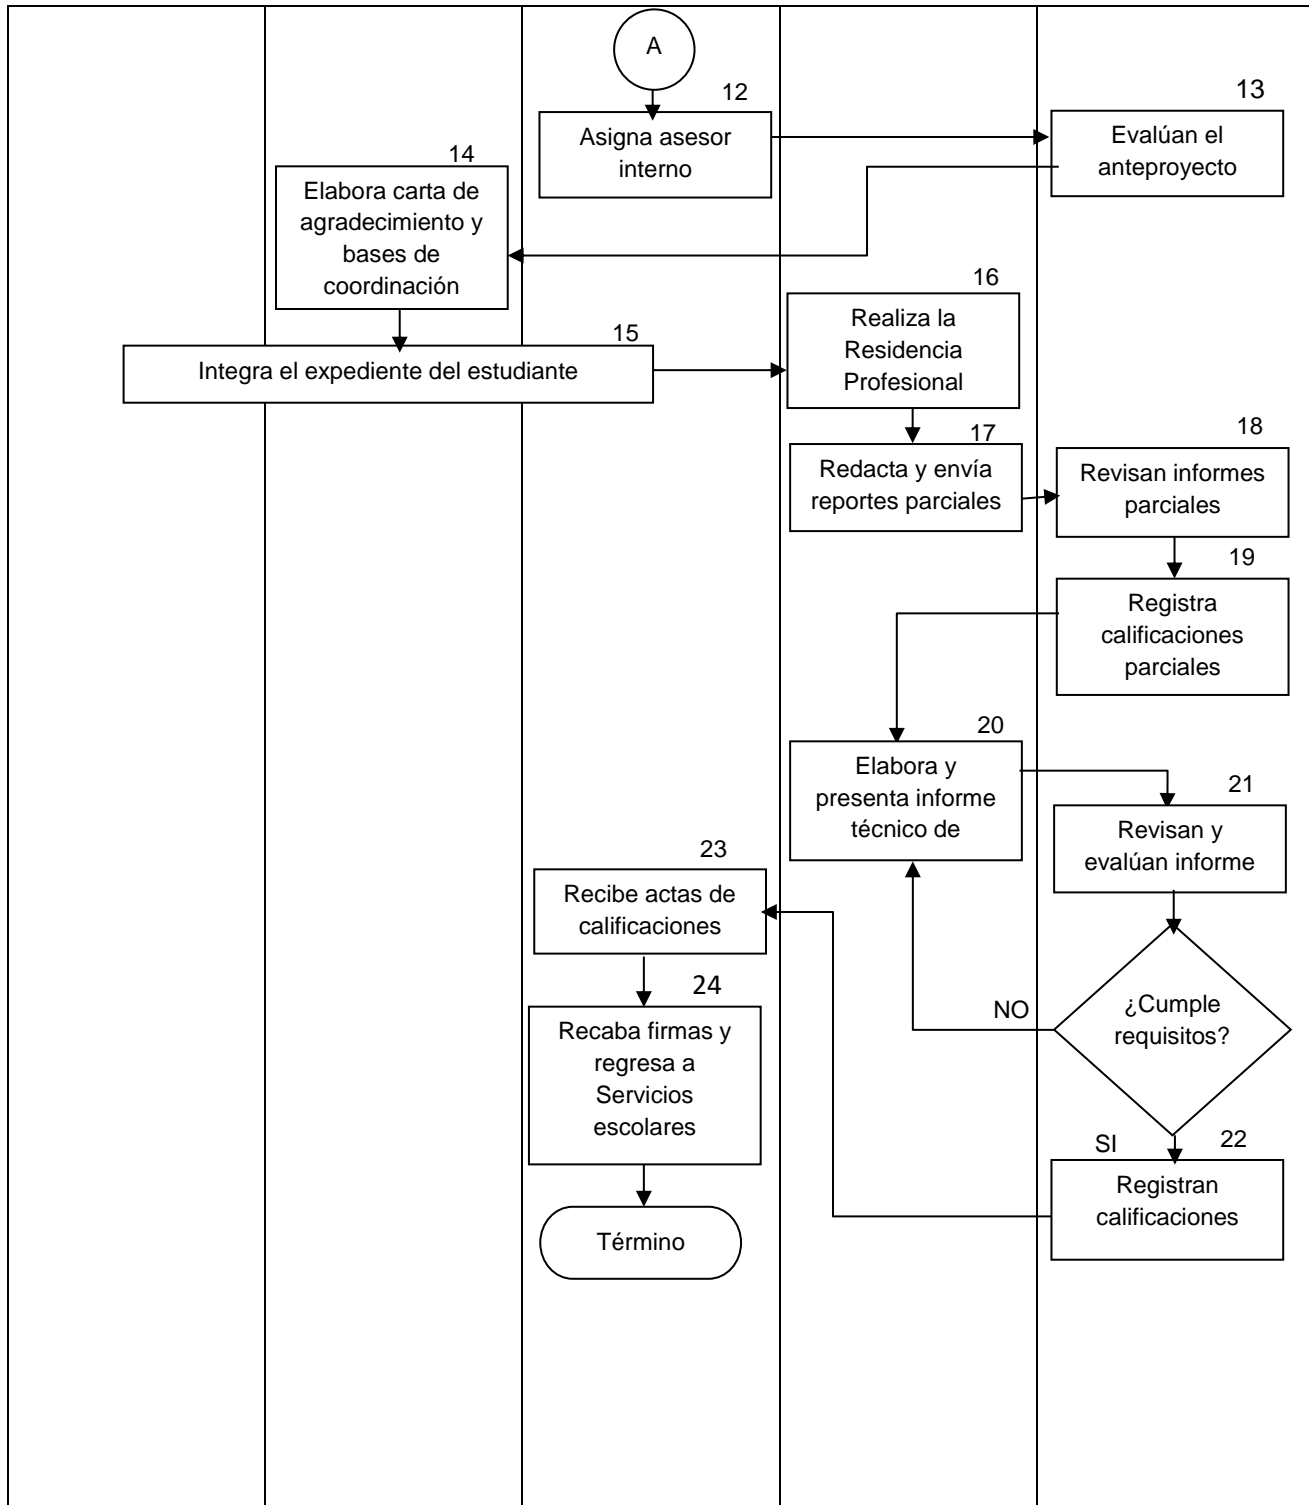 A
12
Asigna asesor
interno
13
Evalúan el
anteproyecto
14
Elabora carta de
agradecimiento y
bases de
coordinación
15
Integra el expediente del estudiante
16
Realiza la
Residencia
Profesional
17
Redacta y envía
reportes parciales
18
Revisan informes
parciales
19
Registra
calificaciones
parciales
20
Elabora y
presenta informe
técnico de
21
Revisan y
evalúan informe
¿Cumple
requisitos?
NO
SI
22
Registran
calificaciones
23
Recibe actas de
calificaciones
24
Recaba firmas y
regresa a
Servicios
escolares
Término